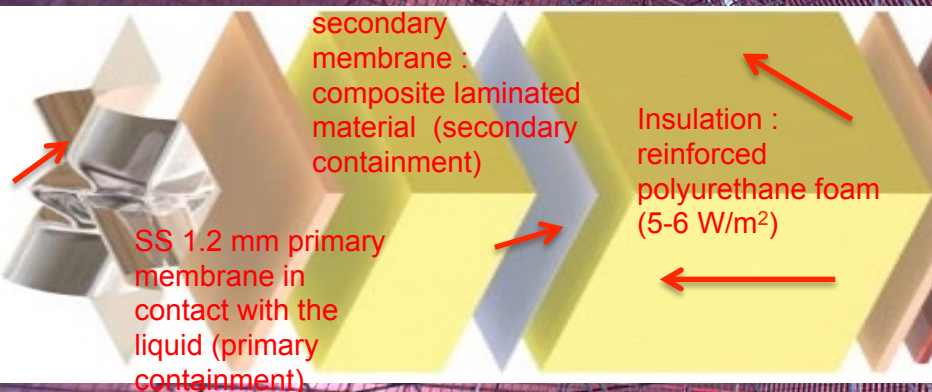 secondary
membrane :
composite laminated
material (secondary
containment)
Insulation :
reinforced
polyurethane foam
(5-6 W/m²)
SS 1.2 mm primary
membrane in
contact with the
liquid (primary
containment)